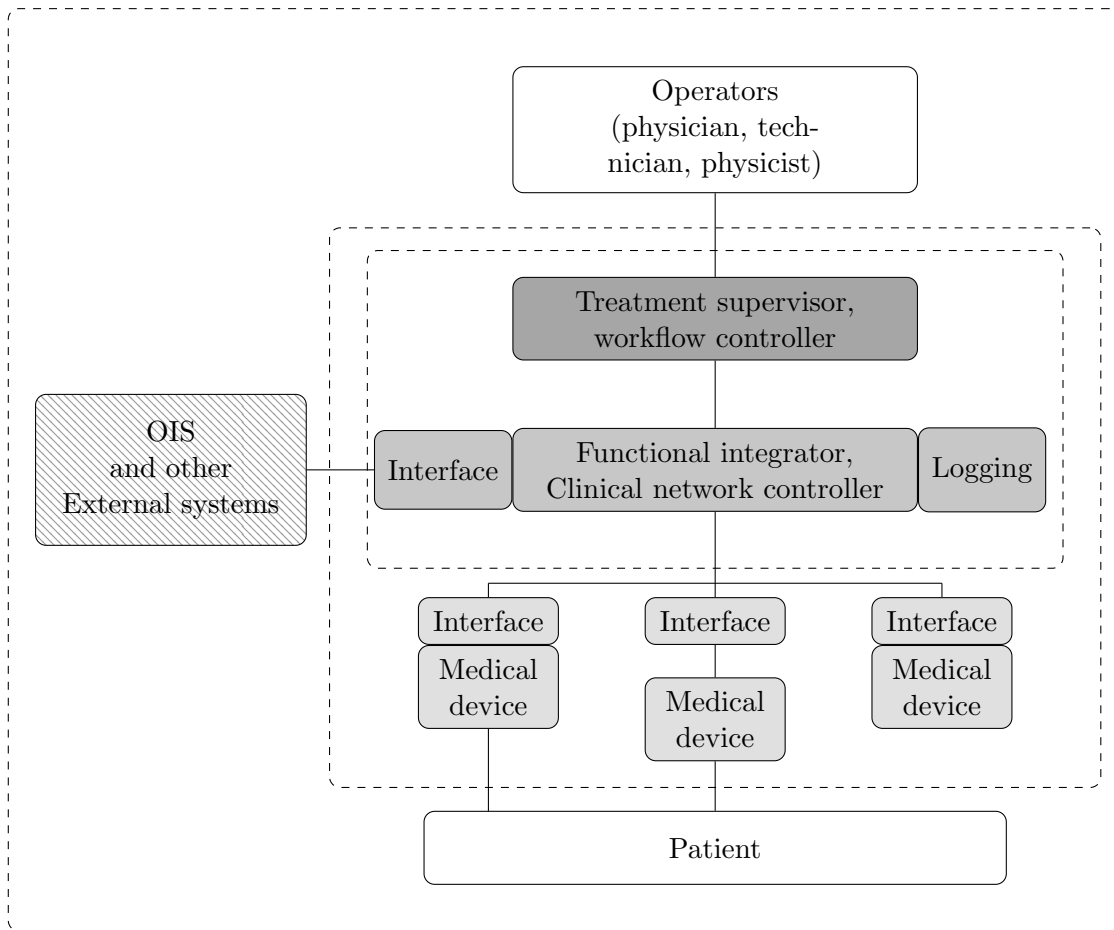 Operators
(physician, tech-
nician, physicist)
Treatment supervisor,
workflow controller
OIS
and other
External systems
Interface
Functional integrator,
Clinical network controller
Logging
Interface
Interface
Interface
Medical
device
Medical
device
Medical
device
Patient